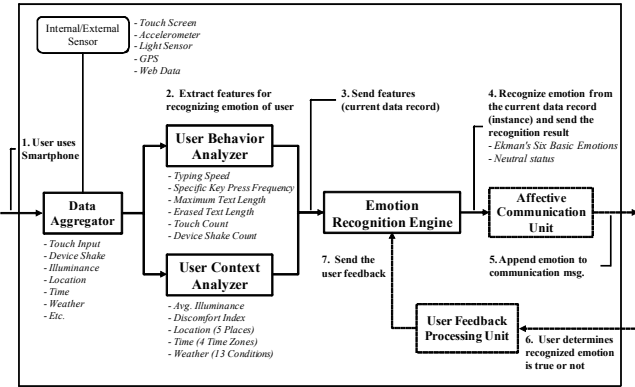 Internal/External
Sensor
- Touch Screen
- Accelerometer
- Light Sensor
- GPS
- Web Data
1. User uses
Smartphone
2. Extract features for
recognizing emotion of user
3. Send features
(current data record)
4. Recognize emotion from
the current data record
(instance) and send the
recognition result
- Ekman's Six Basic Emotions
- Neutral status
User Behavior
Analyzer
- Typing Speed
- Specific Key Press Frequency
- Maximum Text Length
- Erased Text Length
- Touch Count
- Device Shake Count
Data
Aggregator
- Touch Input
- Device Shake
- Illuminance
- Location
- Time
- Weather
- Etc.
Emotion
Recognition Engine
Affective
Communication
Unit
5. Append emotion to
communication msg.
7. Send the
user feedback
User Context
Analyzer
- Avg. Illuminance
- Discomfort Index
- Location (5 Places)
- Time (4 Time Zones)
- Weather (13 Conditions)
User Feedback
Processing Unit
6. User determines
recognized emotion
is true or not